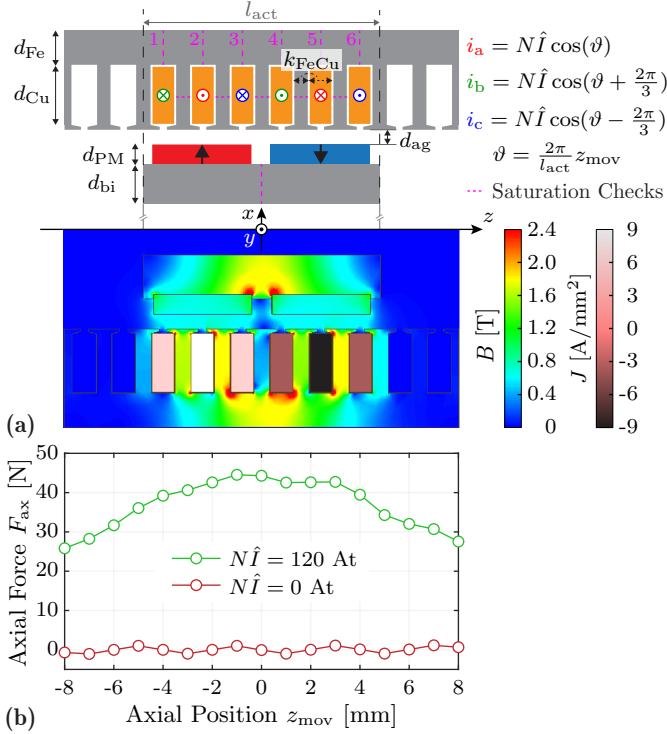 l_act
d_Fe
1 2 3 4 5 6
k_FeCu
d_Cu
d_ag
d_PM
d_bi
i_a = NÎ cos(ϑ)
i_b = NÎ cos(ϑ + 2π/3)
i_c = NÎ cos(ϑ − 2π/3)
ϑ = 2π/l_act z_mov
Saturation Checks
x
z
y
2.4
2.0
1.6
1.2
0.8
0.4
0
B [T]
9
6
3
0
-3
-6
-9
J [A/mm²]
(a)
50
40
30
20
10
0
Axial Force F_ax [N]
NÎ = 120 At
NÎ = 0 At
-8 -6 -4 -2 0 2 4 6 8
Axial Position z_mov [mm]
(b)